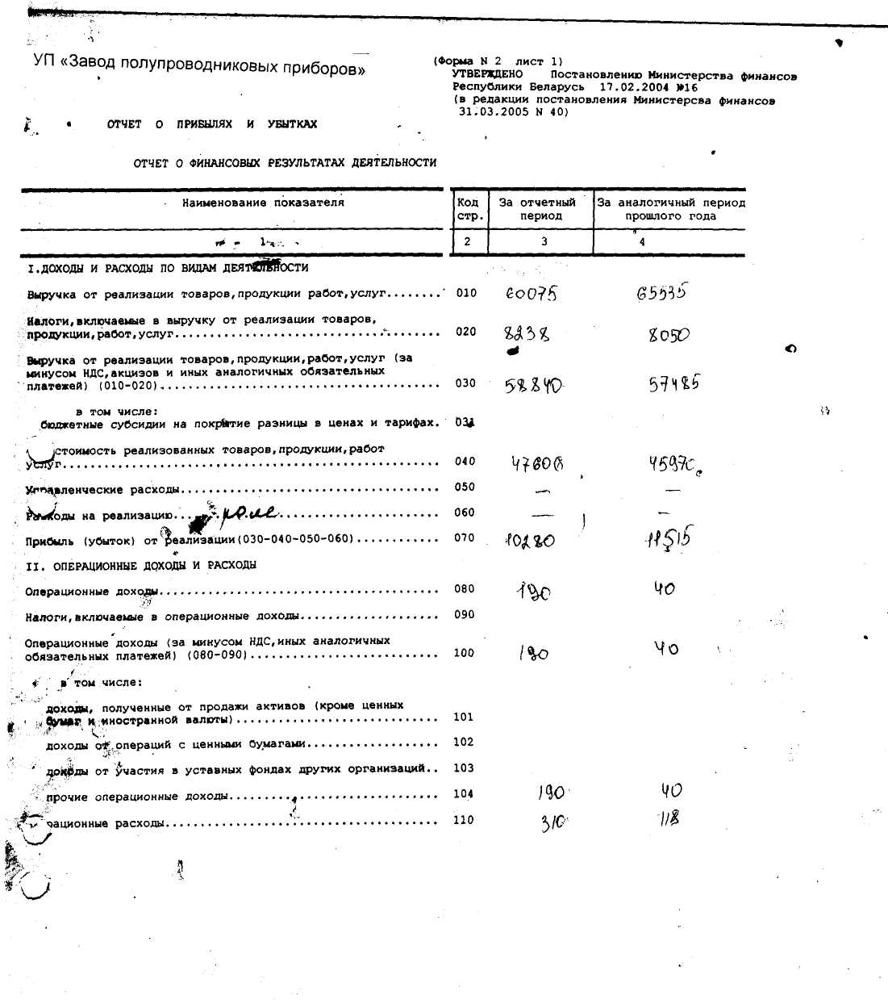 УП «Завод полупроводниковых приборов»
(Форма N 2 лист 1)
УТВЕРЖДЕНО Постановлению Министерства финансов
Республики Беларусь 17.02.2004 №16
(в редакции постановления Министерсва финансов
31.03.2005 N 40)
ОТЧЕТ О ПРИБЫЛЯХ И УБЫТКАХ
ОТЧЕТ О ФИНАНСОВЫХ РЕЗУЛЬТАТАХ ДЕЯТЕЛЬНОСТИ
Наименование показателя Код За отчетный За аналогичный период
стр. период прошлого года
1 2 3 4
I.ДОХОДЫ И РАСХОДЫ ПО ВИДАМ ДЕЯТЕЛЬНОСТИ
Выручка от реализации товаров,продукции работ,услуг........ 010 60075 65535
Налоги,включаемые в выручку от реализации товаров,
продукции,работ,услуг...................................... 020 8238 8050
Выручка от реализации товаров,продукции,работ,услуг (за
минусом НДС,акцизов и иных аналогичных обязательных
платежей) (010-020)........................................ 030 58840 57485
в том числе:
бюджетные субсидии на покрытие разницы в ценах и тарифах. 031
стоимость реализованных товаров,продукции,работ
услуг...................................................... 040 47606 45970
Управленческие расходы..................................... 050 — —
Расходы на реализацию...................................... 060 — —
Прибыль (убыток) от реализации(030-040-050-060)............ 070 10280 11515
II. ОПЕРАЦИОННЫЕ ДОХОДЫ И РАСХОДЫ
Операционные доходы........................................ 080 190 40
Налоги,включаемые в операционные доходы.................... 090
Операционные доходы (за минусом НДС,иных аналогичных
обязательных платежей) (080-090)........................... 100 190 40
в том числе:
доходы, полученные от продажи активов (кроме ценных
бумаг и иностранной валюты)............................. 101
доходы от операций с ценными бумагами................... 102
доходы от участия в уставных фондах других организаций.. 103
прочие операционные доходы.............................. 104 190 40
рационные расходы....................................... 110 310 118